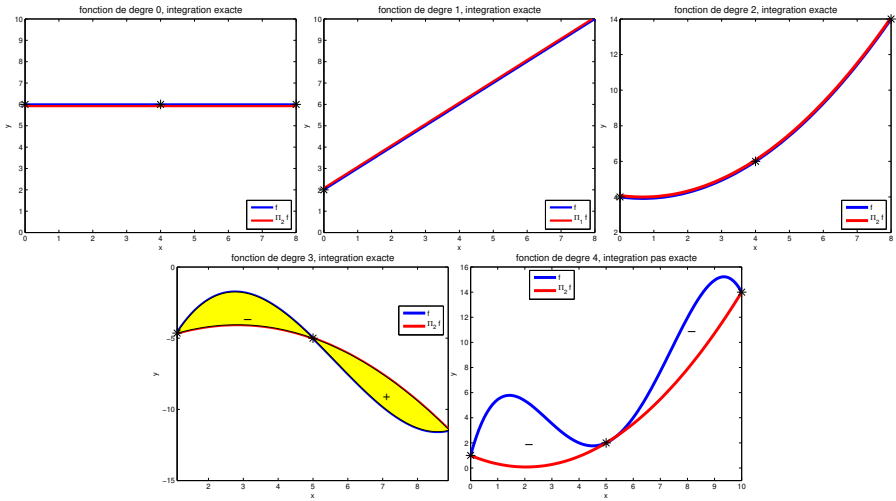 fonction de degre 0, integration exacte
10
9
8
7
6
5
4
3
2
1
0
y
0 1 2 3 4 5 6 7 8
x
f
Π₂ f
fonction de degre 1, integration exacte
10
9
8
7
6
5
4
3
2
1
0
y
0 1 2 3 4 5 6 7 8
x
f
Π₁ f
fonction de degre 2, integration exacte
14
12
10
8
6
4
2
y
0 1 2 3 4 5 6 7 8
x
f
Π₂ f
fonction de degre 3, integration exacte
0
−5
−10
−15
y
2 3 4 5 6 7 8
x
f
Π₂ f
−
+
fonction de degre 4, integration pas exacte
16
14
12
10
8
6
4
2
0
y
0 1 2 3 4 5 6 7 8 9 10
x
f
Π₂ f
−
−